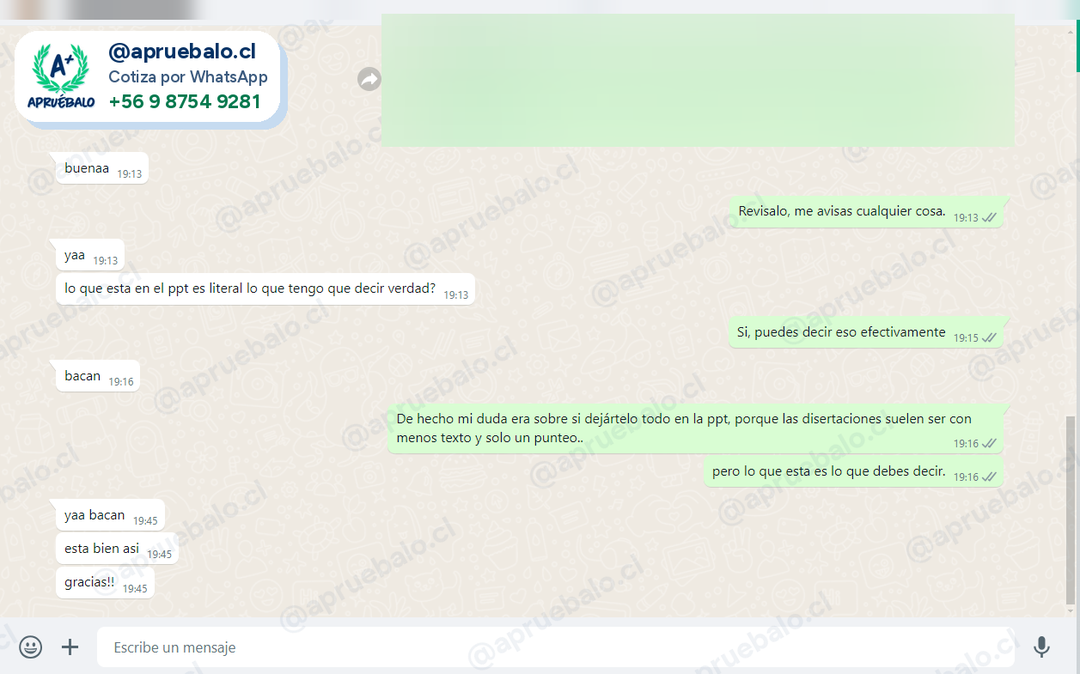 A+
APRUÉBALO
@apruebalo.cl
Cotiza por WhatsApp
+56 9 8754 9281
buenaa 19:13
Revisalo, me avisas cualquier cosa. 19:13
yaa 19:13
lo que esta en el ppt es literal lo que tengo que decir verdad? 19:13
Si, puedes decir eso efectivamente 19:15
bacan 19:16
De hecho mi duda era sobre si dejártelo todo en la ppt, porque las disertaciones suelen ser con
menos texto y solo un punteo.. 19:16
pero lo que esta es lo que debes decir. 19:16
yaa bacan 19:45
esta bien asi 19:45
gracias!! 19:45
Escribe un mensaje
@apruebalo.cl